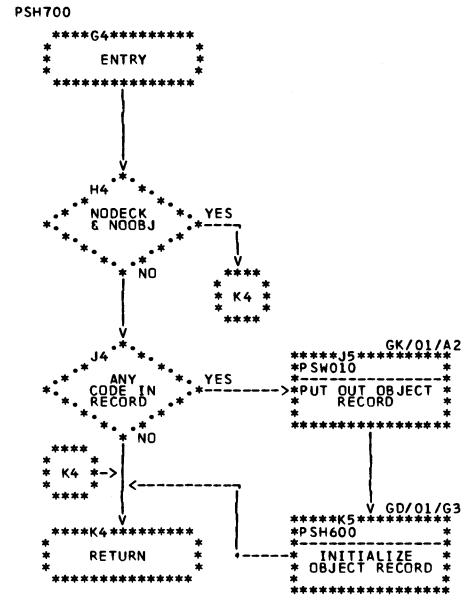 PSH700
G4
ENTRY
H4
NODECK
& NOOBJ
YES
NO
K4
J4
ANY
CODE IN
RECORD
YES
NO
GK/01/A2
J5
PSW010
PUT OUT OBJECT
RECORD
K4
K4
RETURN
GD/01/G3
K5
PSH600
INITIALIZE
OBJECT RECORD